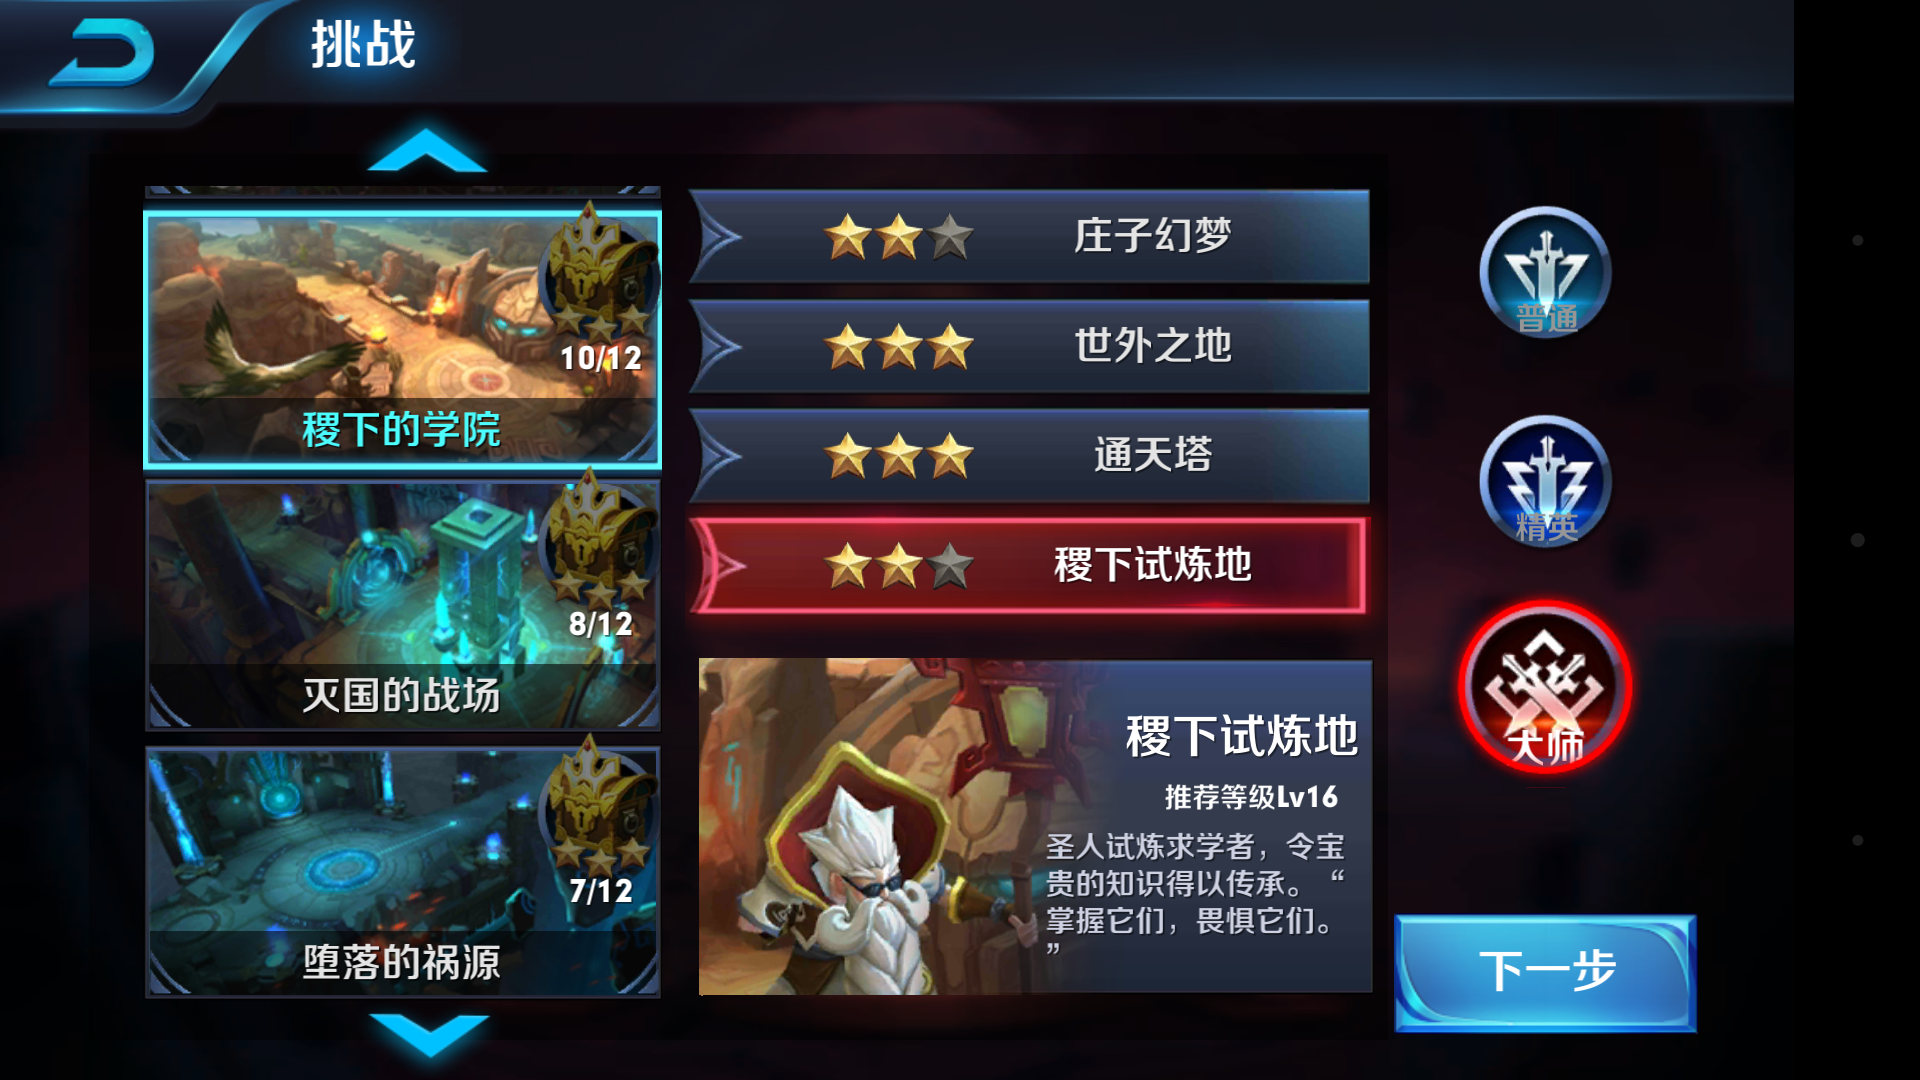 挑战
10/12
稷下的学院
8/12
灭国的战场
7/12
堕落的祸源
庄子幻梦
世外之地
通天塔
稷下试炼地
稷下试炼地
推荐等级Lv16
圣人试炼求学者，令宝
贵的知识得以传承。“
掌握它们，畏惧它们。
”
普通
精英
大师
下一步